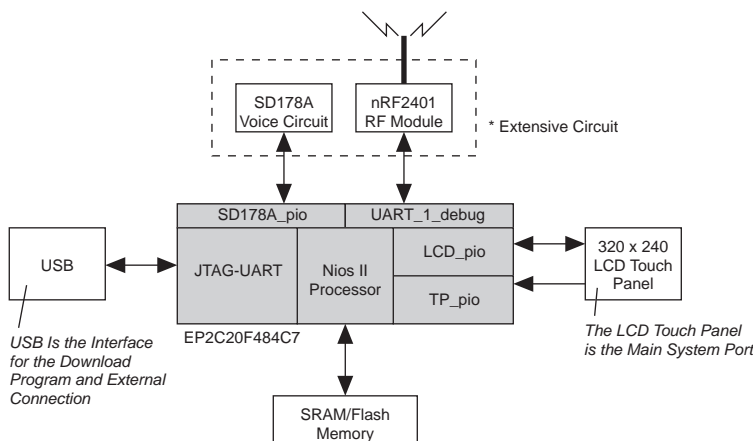 SD178A
Voice Circuit
nRF2401
RF Module
* Extensive Circuit
SD178A_pio
UART_1_debug
USB
JTAG-UART
Nios II
Processor
LCD_pio
TP_pio
320 x 240
LCD Touch
Panel
EP2C20F484C7
USB Is the Interface
for the Download
Program and External
Connection
The LCD Touch Panel
is the Main System Port
SRAM/Flash
Memory